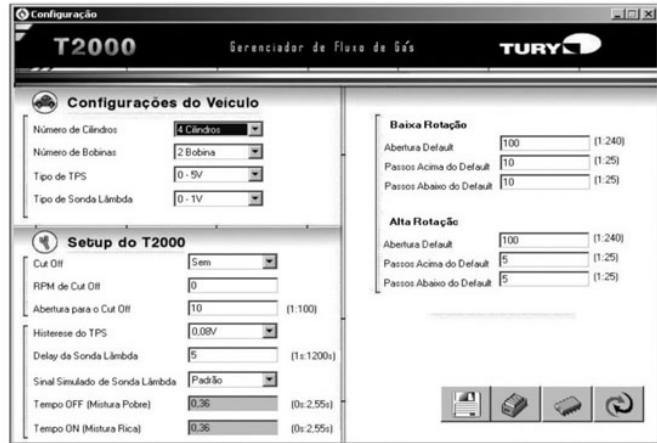 Configuração
T2000 Gerenciador de Fluxo de Gás TURY
Configurações do Veículo
Número de Cilindros 4 Cilindros
Número de Bobinas 2 Bobina
Tipo de TPS 0 - 5V
Tipo de Sonda Lâmbda 0 - 1V
Setup do T2000
Cut Off Sem
RPM de Cut Off 0
Abertura para o Cut Off 10 (1:100)
Histerese do TPS 0,08V
Delay da Sonda Lâmbda 5 (1s:1200s)
Sinal Simulado de Sonda Lâmbda Padrão
Tempo OFF (Mistura Pobre) 0,36 (0s:2,55s)
Tempo ON (Mistura Rica) 0,36 (0s:2,55s)
Baixa Rotação
Abertura Default 100 (1:240)
Passos Acima do Default 10 (1:25)
Passos Abaixo do Default 10 (1:25)
Alta Rotação
Abertura Default 100 (1:240)
Passos Acima do Default 5 (1:25)
Passos Abaixo do Default 5 (1:25)